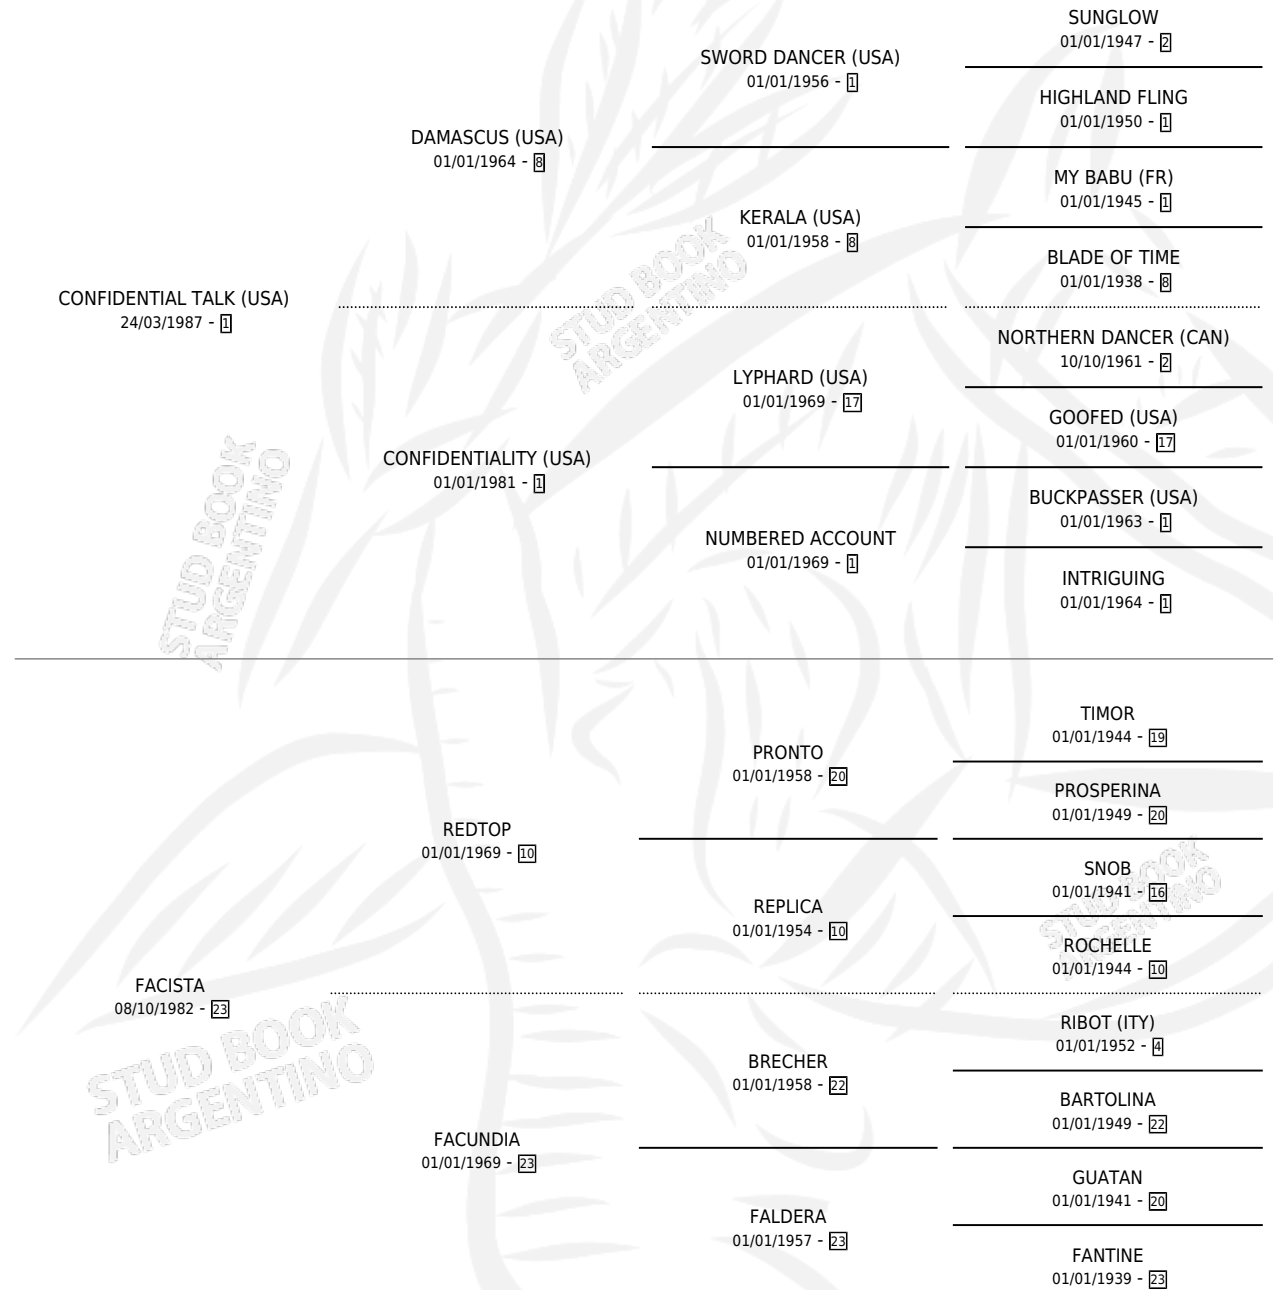 SUNGLOW
01/01/1947 - 2
SWORD DANCER (USA)
01/01/1956 - 1
HIGHLAND FLING
01/01/1950 - 1
DAMASCUS (USA)
01/01/1964 - 8
MY BABU (FR)
01/01/1945 - 1
KERALA (USA)
01/01/1958 - 8
BLADE OF TIME
01/01/1938 - 8
CONFIDENTIAL TALK (USA)
24/03/1987 - 1
NORTHERN DANCER (CAN)
10/10/1961 - 2
LYPHARD (USA)
01/01/1969 - 17
GOOFED (USA)
01/01/1960 - 17
CONFIDENTIALITY (USA)
01/01/1981 - 1
BUCKPASSER (USA)
01/01/1963 - 1
NUMBERED ACCOUNT
01/01/1969 - 1
INTRIGUING
01/01/1964 - 1
TIMOR
01/01/1944 - 19
PRONTO
01/01/1958 - 20
PROSPERINA
01/01/1949 - 20
REDTOP
01/01/1969 - 10
SNOB
01/01/1941 - 16
REPLICA
01/01/1954 - 10
ROCHELLE
01/01/1944 - 10
FACISTA
08/10/1982 - 23
RIBOT (ITY)
01/01/1952 - 4
BRECHER
01/01/1958 - 22
BARTOLINA
01/01/1949 - 22
FACUNDIA
01/01/1969 - 23
GUATAN
01/01/1941 - 20
FALDERA
01/01/1957 - 23
FANTINE
01/01/1939 - 23
STUD BOOK
ARGENTINO
STUD BOOK
ARGENTINO
STUD BOOK
ARGENTINO
STUD BOOK
ARGENTINO